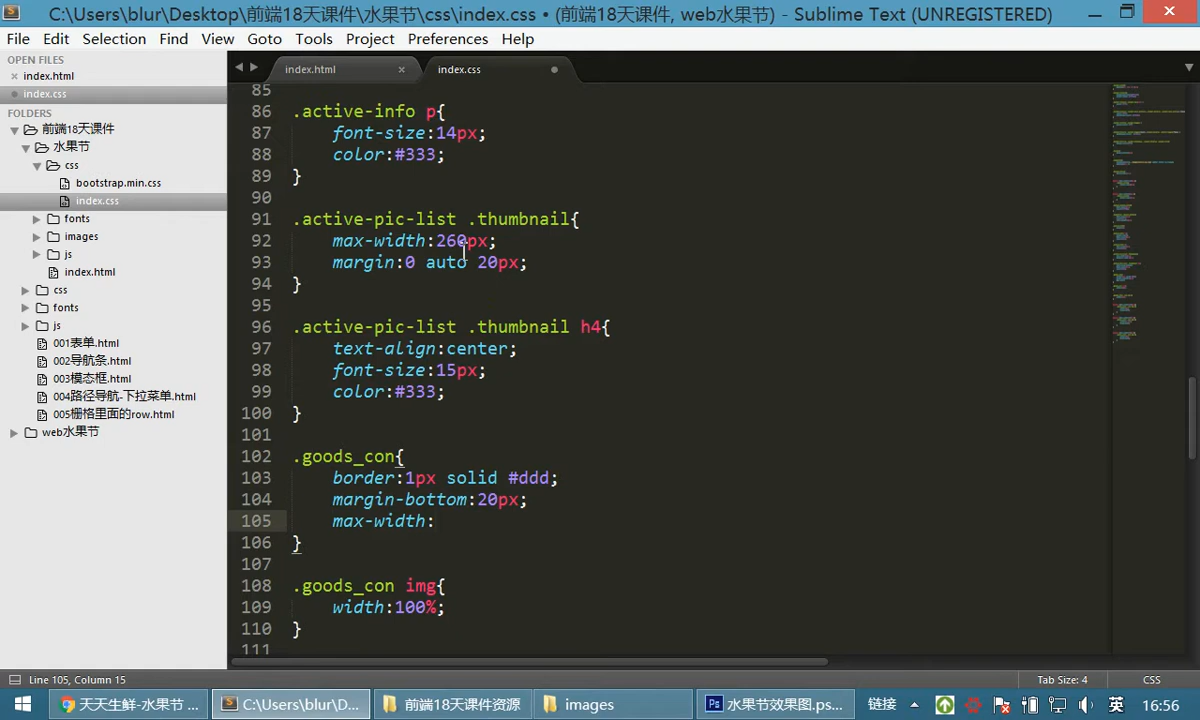 C:\Users\blur\Desktop\前端18天课件\水果节\css\index.css • (前端18天课件, web水果节) - Sublime Text (UNREGISTERED)
File Edit Selection Find View Goto Tools Project Preferences Help
OPEN FILES
index.html
index.css
FOLDERS
前端18天课件
水果节
css
bootstrap.min.css
index.css
fonts
images
js
index.html
css
fonts
js
001表单.html
002导航条.html
003模态框.html
004路径导航-下拉菜单.html
005栅格里面的row.html
web水果节
index.html
index.css
85
86 .active-info p{
87 font-size:14px;
88 color:#333;
89 }
90
91 .active-pic-list .thumbnail{
92 max-width:260px;
93 margin:0 auto 20px;
94 }
95
96 .active-pic-list .thumbnail h4{
97 text-align:center;
98 font-size:15px;
99 color:#333;
100 }
101
102 .goods_con{
103 border:1px solid #ddd;
104 margin-bottom:20px;
105 max-width:
106 }
107
108 .goods_con img{
109 width:100%;
110 }
111
Line 105, Column 15 Tab Size: 4 CSS
天天生鲜-水果节 ... C:\Users\blur\D... 前端18天课件资源 images 水果节效果图.ps... 链接 英 16:56